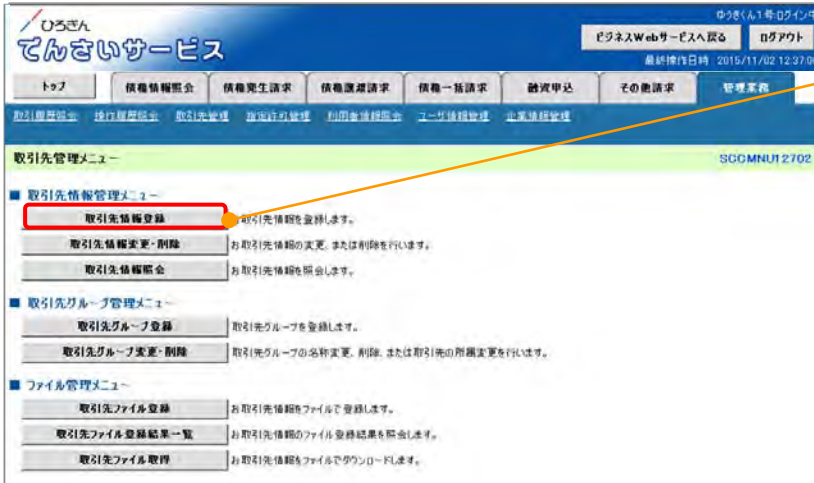 ゆうぎん1号:ログイン中
ひろぎん
でんさいサービス
ビジネスWebサービスへ戻る ログアウト
最終操作日時 2015/11/02 12:37:00
トップ 債権情報照会 債権発生請求 債権譲渡請求 債権一括請求 融資申込 その他請求 管理業務
取引履歴照会 操作履歴照会 取引先管理 指定許可管理 利用者情報照会 ユーザ情報管理 企業情報管理
取引先管理メニュー SCCMNU12702
■ 取引先情報管理メニュー
取引先情報登録 お取引先情報を登録します。
取引先情報変更・削除 お取引先情報の変更、または削除を行います。
取引先情報照会 お取引先情報を照会します。
■ 取引先グループ管理メニュー
取引先グループ登録 取引先グループを登録します。
取引先グループ変更・削除 取引先グループの名称変更、削除、または取引先の所属変更を行います。
■ ファイル管理メニュー
取引先ファイル登録 お取引先情報をファイルで登録します。
取引先ファイル登録結果一覧 お取引先情報のファイル登録結果を照会します。
取引先ファイル取得 お取引先情報をファイルでダウンロードします。